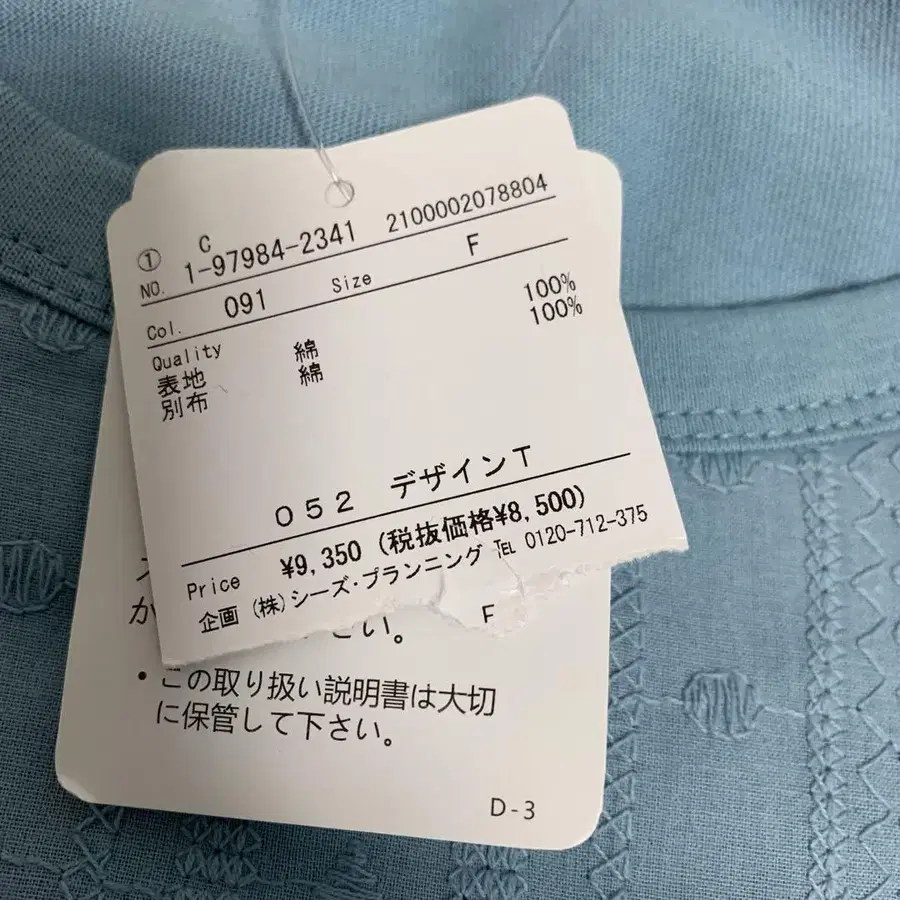 ① C
NO. 1-97984-2341 2100002078804
Col. 091 Size F
Quality
表地 綿 100%
別布 綿 100%
052 デザインT
Price ¥9,350 (税抜価格¥8,500)
企画 (株)シーズ・プランニング TEL 0120-712-375
F
さい。
・この取り扱い説明書は大切
に保管して下さい。
D-3